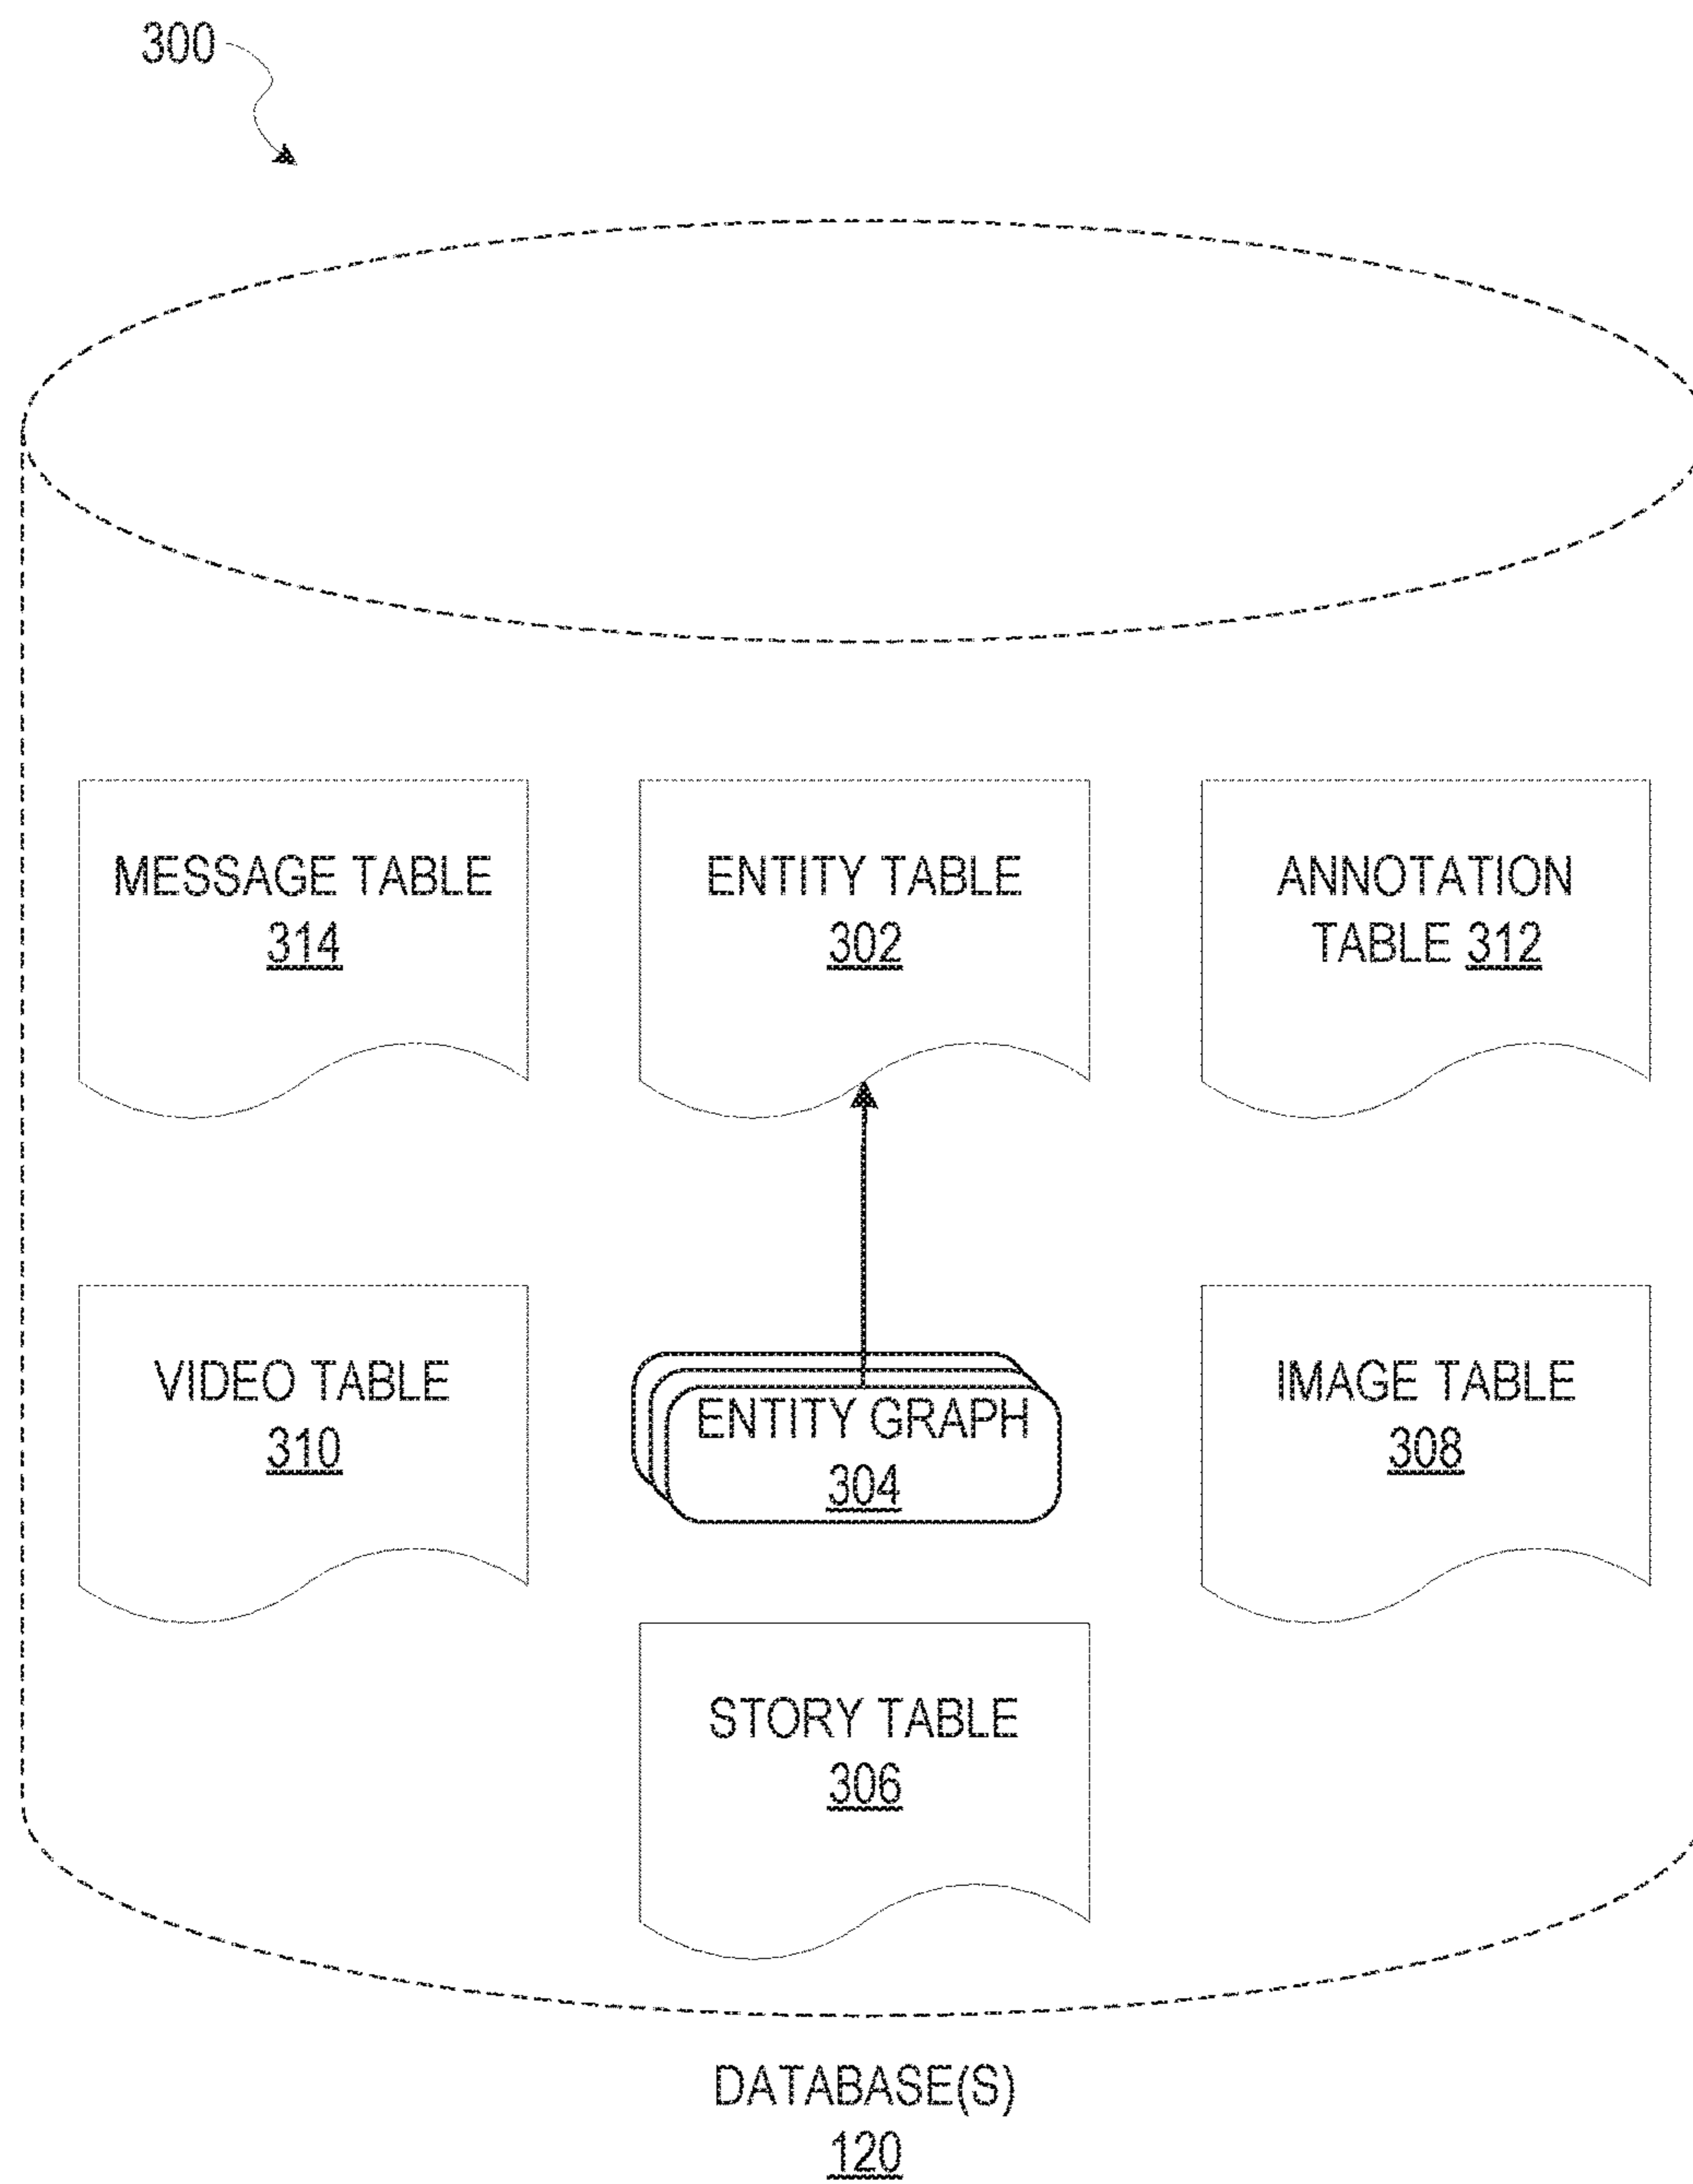 300
MESSAGE TABLE
314
ENTITY TABLE
302
ANNOTATION
TABLE 312
VIDEO TABLE
310
ENTITY GRAPH
304
IMAGE TABLE
308
STORY TABLE
306
DATABASE(S)
120